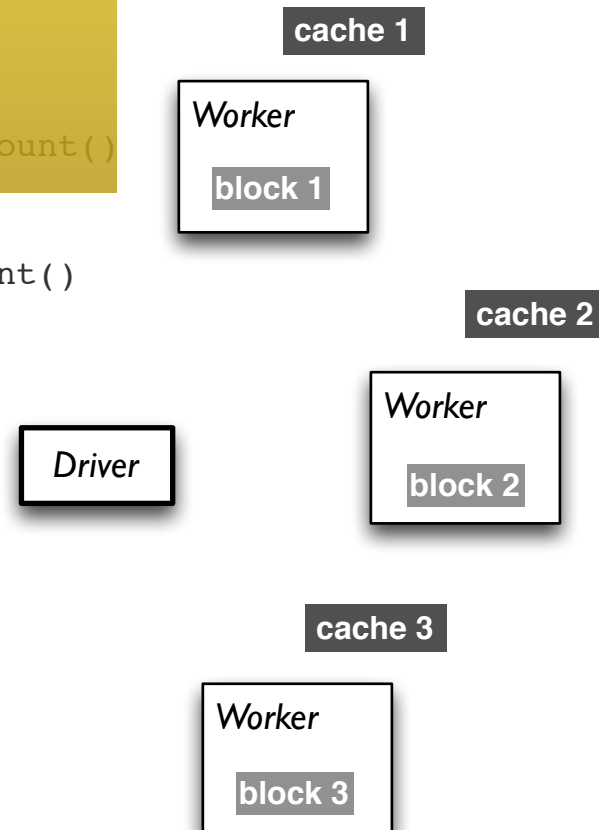 cache 1
Worker
ount()
block 1
nt()
cache 2
Worker
Driver
block 2
cache 3
Worker
block 3